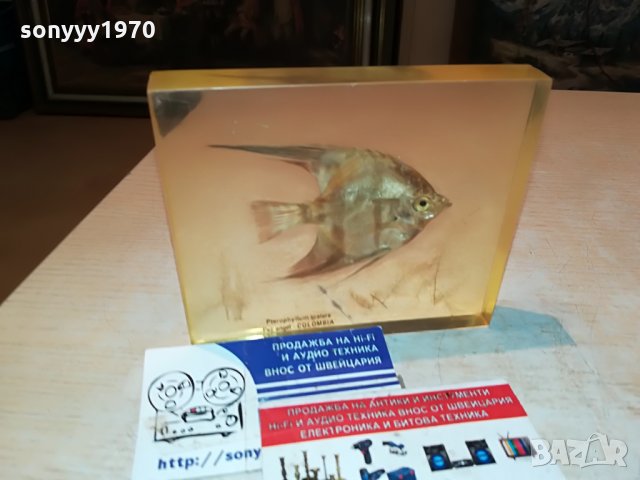 sonyyy1970
Pterophyllum scalare
angel COLOMBIA
ПРОДАЖБА НА Hi-Fi
И АУДИО ТЕХНИКА
ВНОС ОТ ШВЕЙЦАРИЯ
http://sony
ПРОДАЖБА НА АНТИКИ И ИНСТРУМЕНТИ
Hi-Fi И АУДИО ТЕХНИКА ВНОС ОТ ШВЕЙЦАРИЯ
ЕЛЕКТРОНИКА И БИТОВА ТЕХНИКА
BAZAR